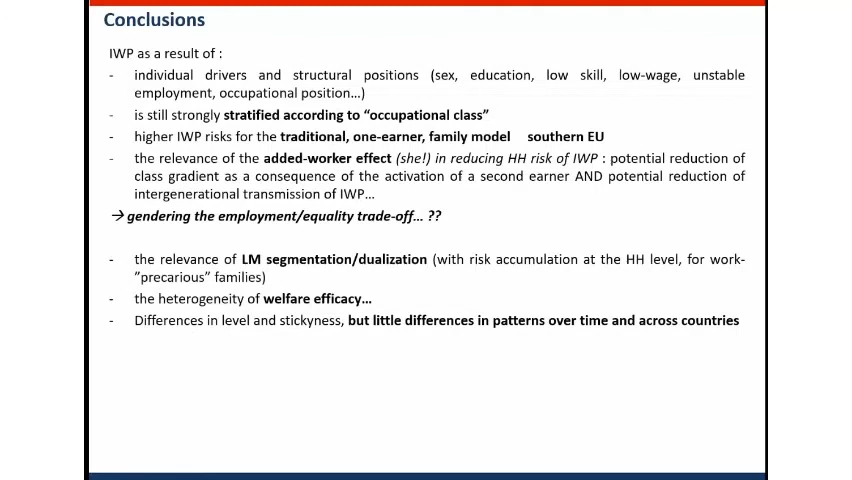 Conclusions
IWP as a result of :
- individual drivers and structural positions (sex, education, low skill, low-wage, unstable
employment, occupational position…)
- is still strongly stratified according to “occupational class”
- higher IWP risks for the traditional, one-earner, family model southern EU
- the relevance of the added-worker effect (she!) in reducing HH risk of IWP : potential reduction of
class gradient as a consequence of the activation of a second earner AND potential reduction of
intergenerational transmission of IWP…
→ gendering the employment/equality trade-off… ??
- the relevance of LM segmentation/dualization (with risk accumulation at the HH level, for work-
“precarious” families)
- the heterogeneity of welfare efficacy…
- Differences in level and stickyness, but little differences in patterns over time and across countries